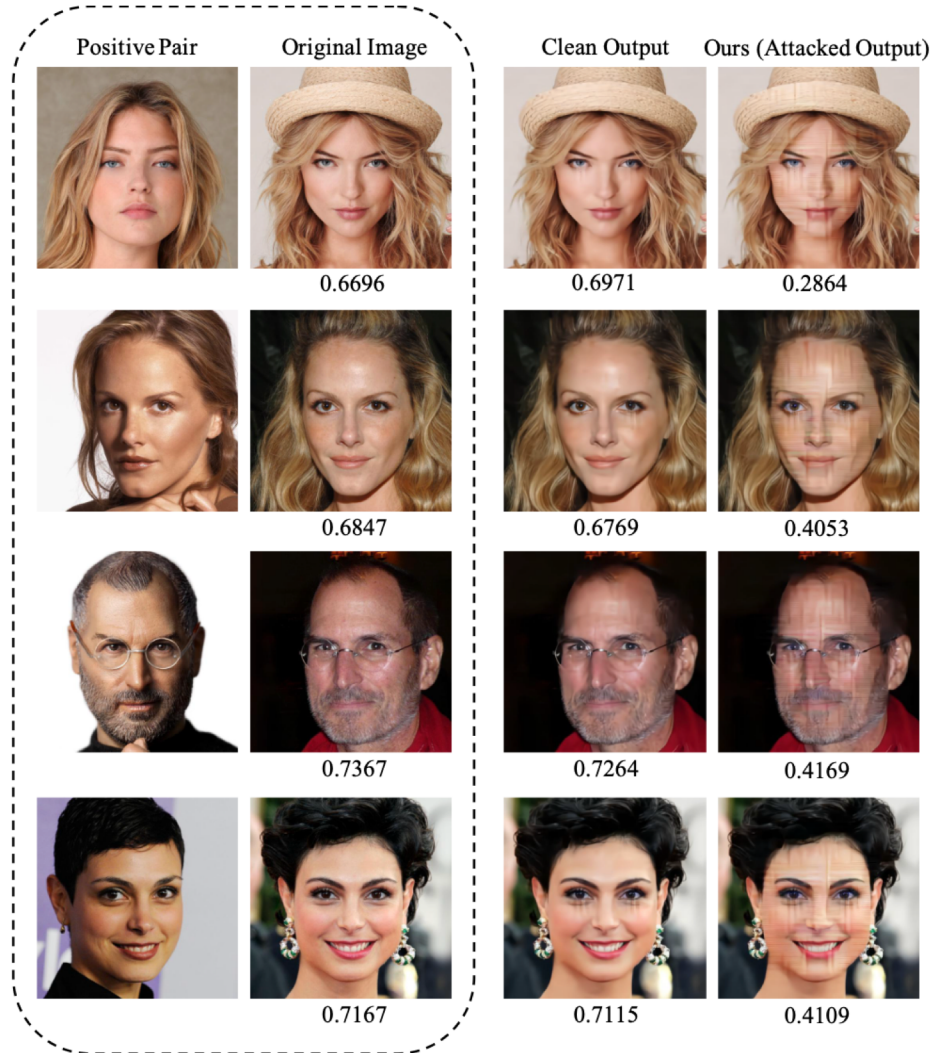 Positive Pair Original Image Clean Output Ours (Attacked Output)
0.6696 0.6971 0.2864
0.6847 0.6769 0.4053
0.7367 0.7264 0.4169
0.7167 0.7115 0.4109